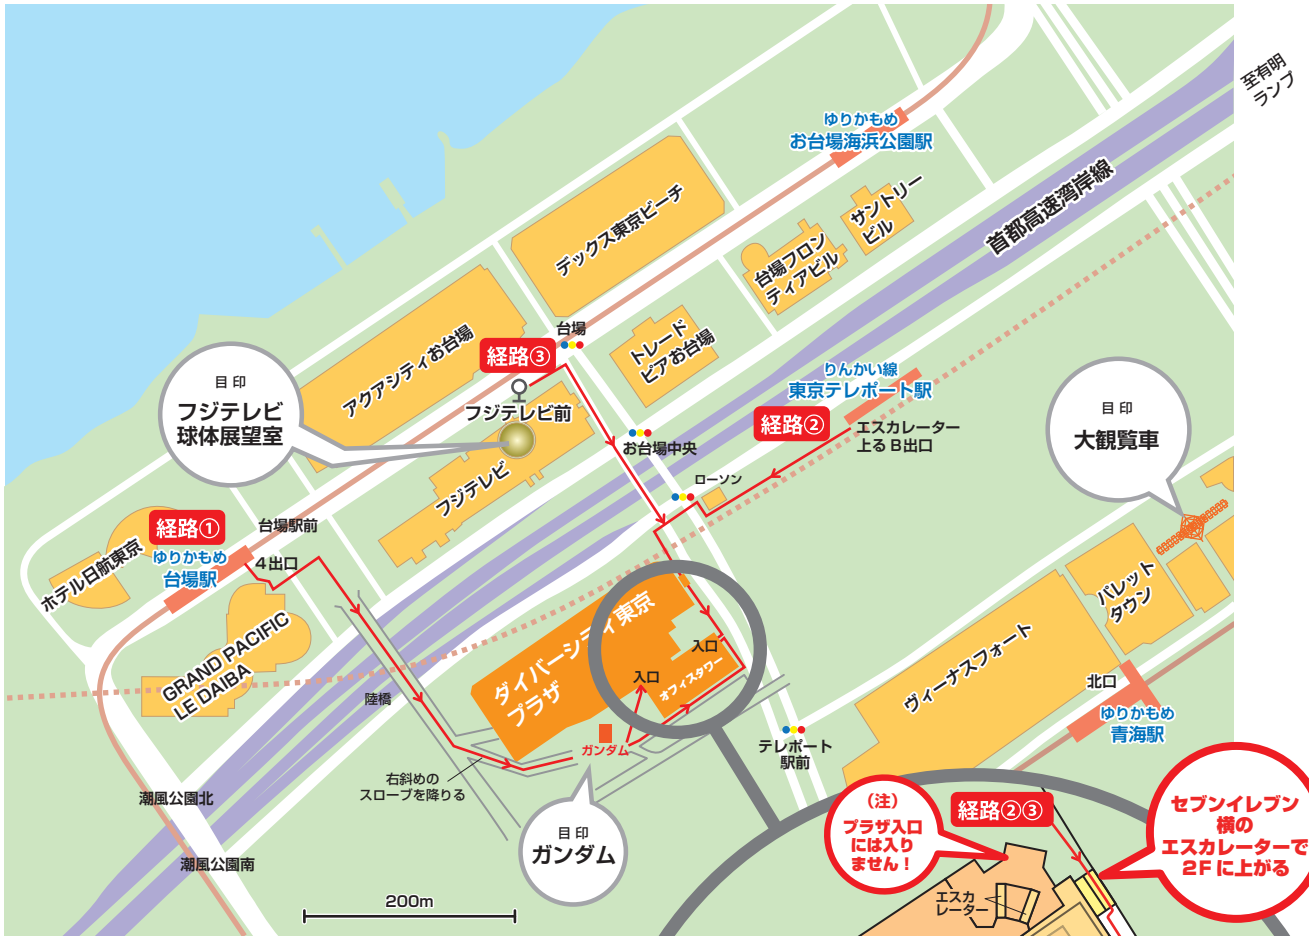 至有明
ランプ
ゆりかもめ
お台場海浜公園駅
首都高速湾岸線
サントリー
ビル
台場フロン
ティアビル
デックス東京ビーチ
台場
トレード
ピアお台場
アクアシティお台場
経路③
りんかい線
東京テレポート駅
経路②
エスカレーター
上る B出口
目印
フジテレビ
球体展望室
フジテレビ前
フジテレビ
お台場中央
ローソン
目印
大観覧車
経路①
ゆりかもめ
台場駅
台場駅前
4出口
ホテル日航東京
GRAND PACIFIC
LE DAIBA
陸橋
ダイバーシティ東京
プラザ
入口
入口
オフィスタワー
ガンダム
パレット
タウン
ヴィーナスフォート
北口
ゆりかもめ
青海駅
テレポート
駅前
右斜めの
スロープを降りる
潮風公園北
潮風公園南
目印
ガンダム
200m
(注)
プラザ入口
には入り
ません！
経路②③
セブンイレブン
横の
エスカレーターで
2Fに上がる
エスカ
レーター